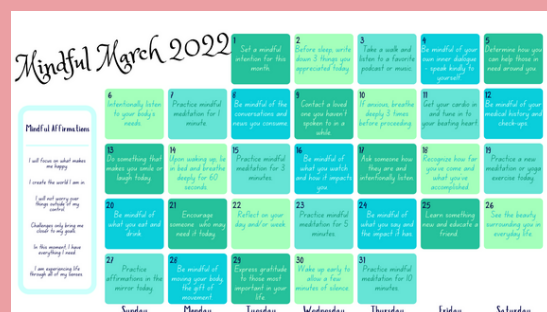 Mindful March 2022
1
Set a mindful
intention for this
month
2
Before sleep, write
down 3 things you
appreciated today
3
Take a walk and
listen to a favorite
podcast or music.
4
Be mindful of your
own inner dialogue
- speak kindly to
yourself
5
Determine how you
can help those in
need around you
Mindful Affirmations
I will focus on what makes
me happy
I create the world I am in
I will not worry over
things outside of my
control
Challenges only bring me
closer to my goals
In this moment, I have
everything I need
I am experiencing life
through all of my senses
6
Intentionally listen
to your body's
needs
7
Practice mindful
meditation for 1
minute
8
Be mindful of the
conversations and
news you consume
9
Contact a loved
one you haven't
spoken to in a
while
10
If anxious, breathe
deeply 3 times
before proceeding
11
Get your cardio in
and tune in to
your beating heart
12
Be mindful of your
medical history and
check-ups
13
Do something that
makes you smile or
laugh today
14
Upon waking up, lie
in bed and breathe
deeply for 60
seconds
15
Practice mindful
meditation for 3
minutes
16
Be mindful of
what you watch
and how it impacts
you
17
Ask someone how
they are and
intentionally listen
18
Recognize how far
you've come and
what you've
accomplished
19
Practice a new
meditation or yoga
exercise today
20
Be mindful of
what you eat and
drink
21
Encourage
someone who may
need it today
22
Reflect on your
day and/or week
23
Practice mindful
meditation for 5
minutes
24
Be mindful of what
you say and
the impact it has
25
Learn something
new and educate a
friend
26
See the beauty
surrounding you in
everyday life
27
Practice
affirmations in the
mirror today
28
Be mindful of
moving your body,
the gift of
movement
29
Express gratitude
to those most
important in your
life
30
Wake up early to
allow a few
minutes of silence
31
Practice mindful
meditation for 10
minutes
Sunday Monday Tuesday Wednesday Thursday Friday Saturday